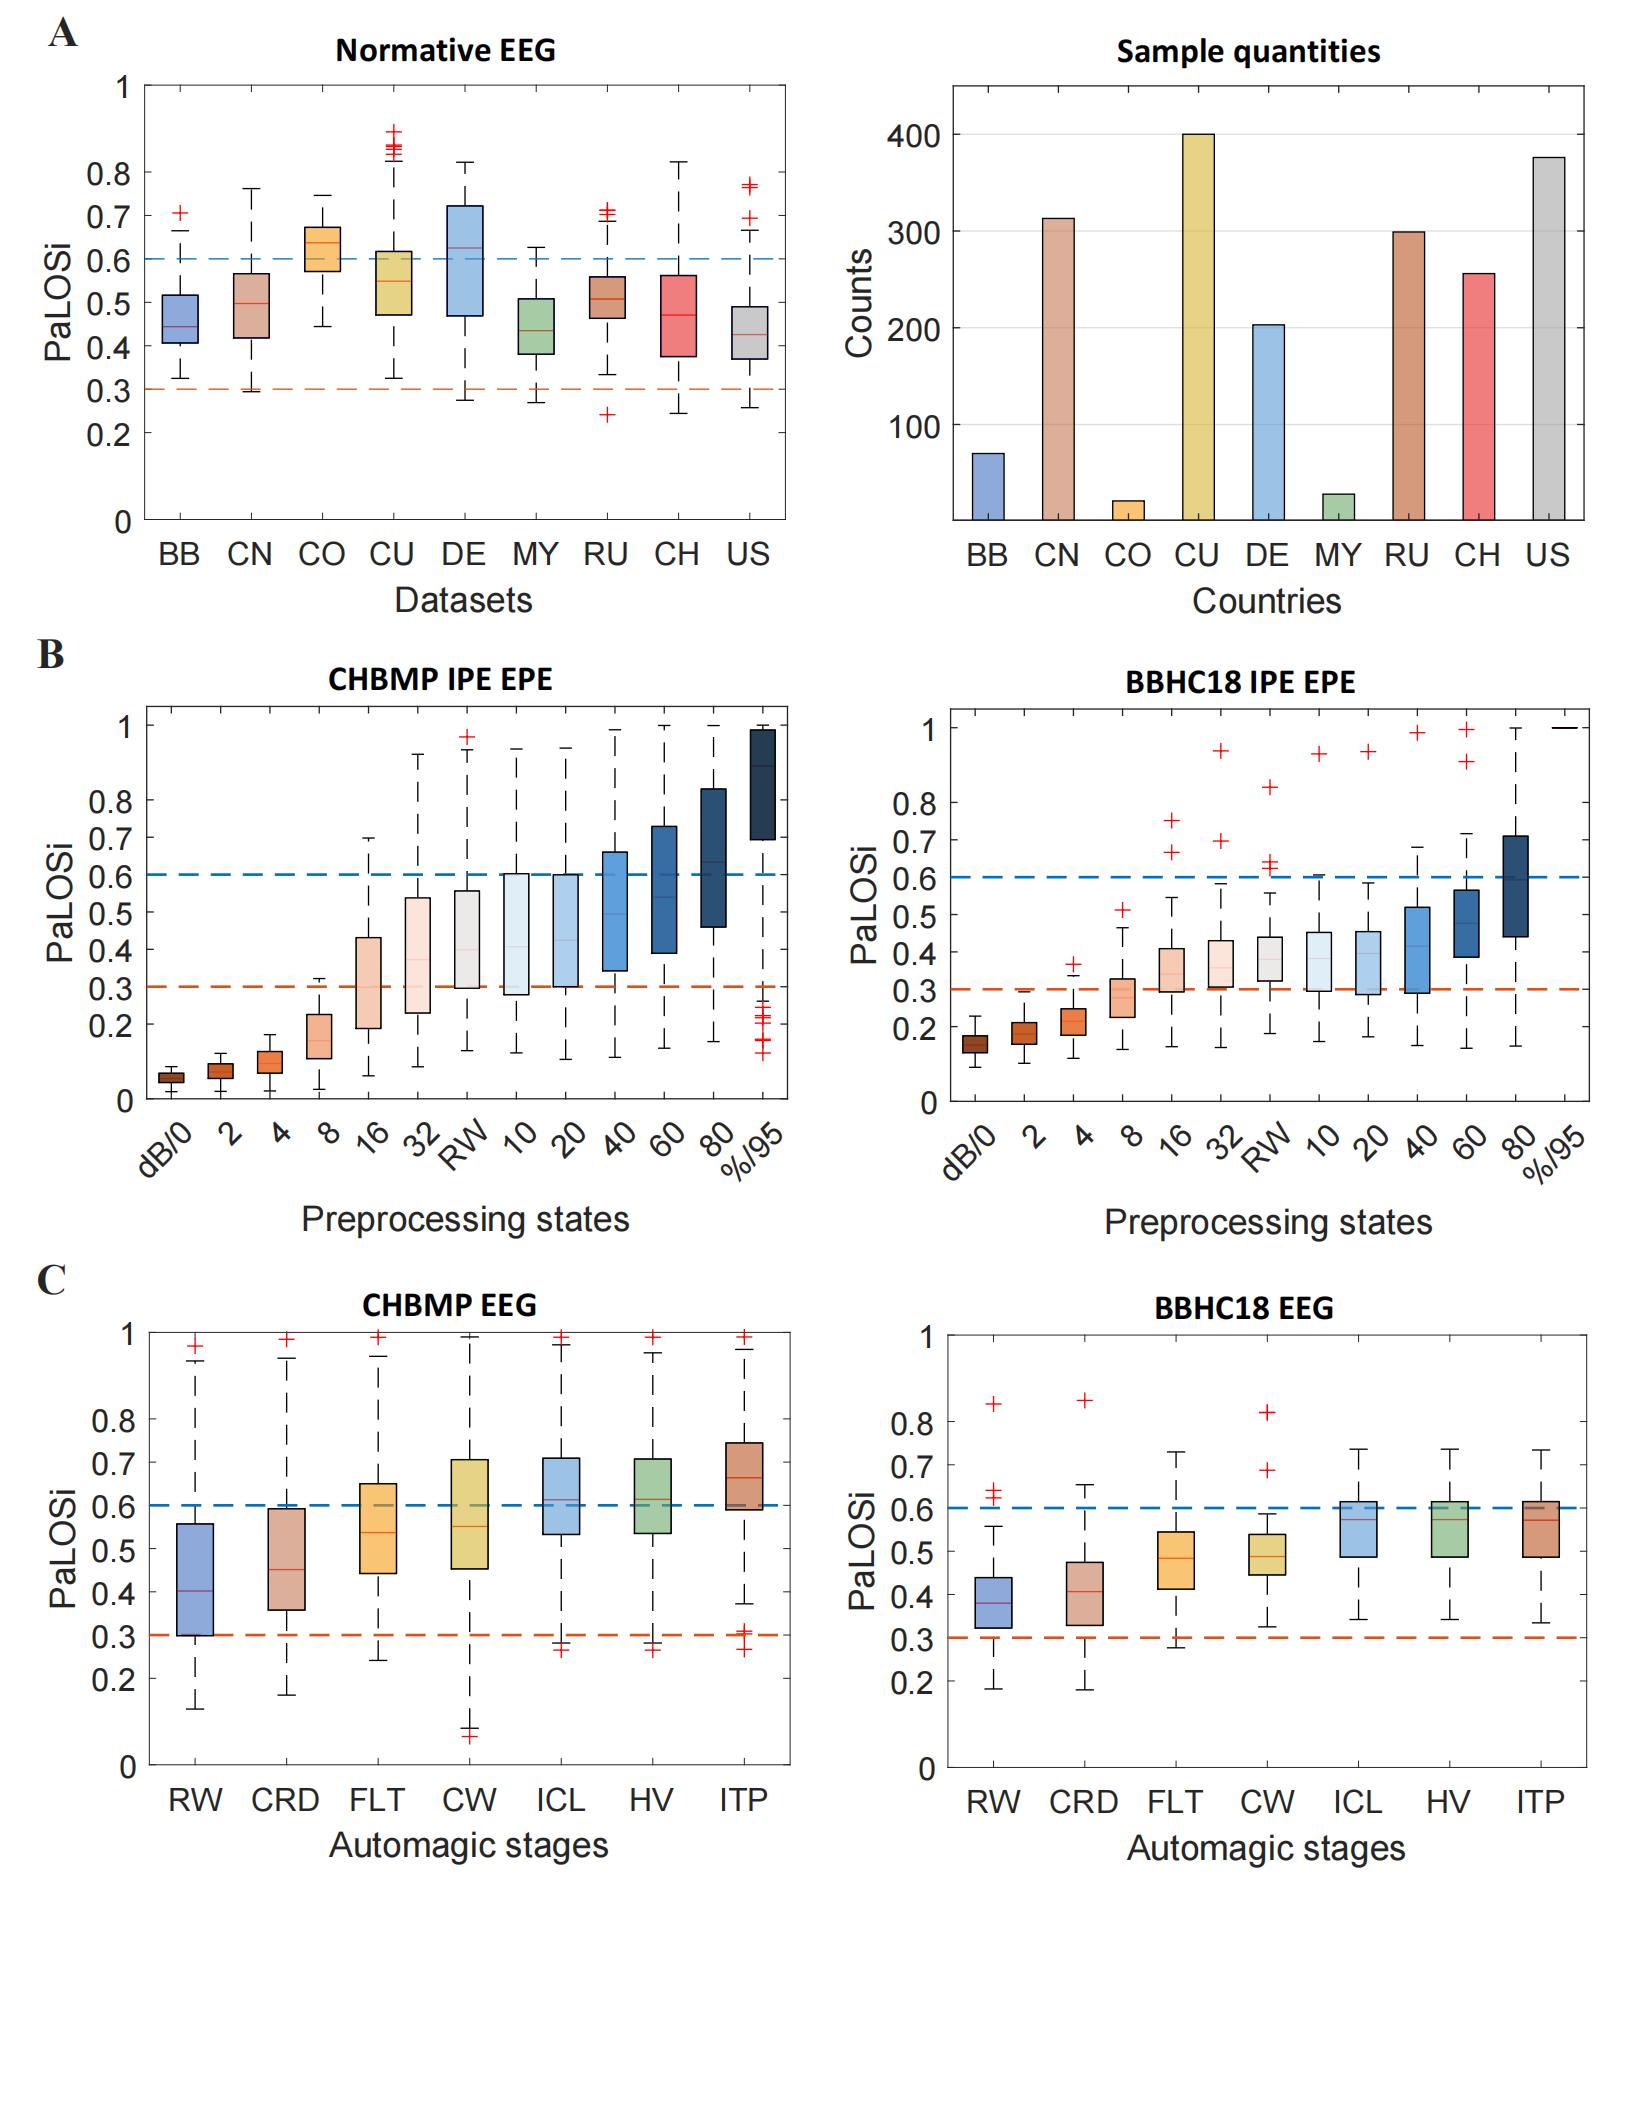 A
Normative EEG
1
0.8
0.7
0.6
0.5
0.4
0.3
0.2
0
PaLOSi
BB CN CO CU DE MY RU CH US
Datasets
Sample quantities
400
300
200
100
Counts
BB CN CO CU DE MY RU CH US
Countries
B
CHBMP IPE EPE
1
0.8
0.7
0.6
0.5
0.4
0.3
0.2
0
PaLOSi
dB/0 2 4 8 16 32 RW 10 20 40 60 80 %/95
Preprocessing states
BBHC18 IPE EPE
1
0.8
0.7
0.6
0.5
0.4
0.3
0.2
0
PaLOSi
dB/0 2 4 8 16 32 RW 10 20 40 60 80 %/95
Preprocessing states
C
CHBMP EEG
1
0.8
0.7
0.6
0.5
0.4
0.3
0.2
0
PaLOSi
RW CRD FLT CW ICL HV ITP
Automagic stages
BBHC18 EEG
1
0.8
0.7
0.6
0.5
0.4
0.3
0.2
0
PaLOSi
RW CRD FLT CW ICL HV ITP
Automagic stages